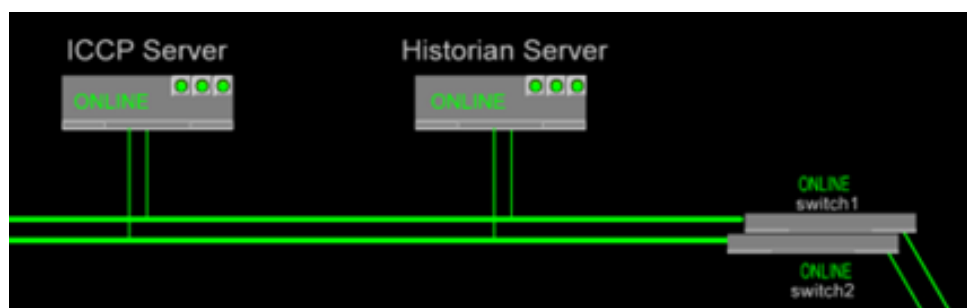 ICCP Server
Historian Server
ONLINE
ONLINE
ONLINE
switch1
ONLINE
switch2